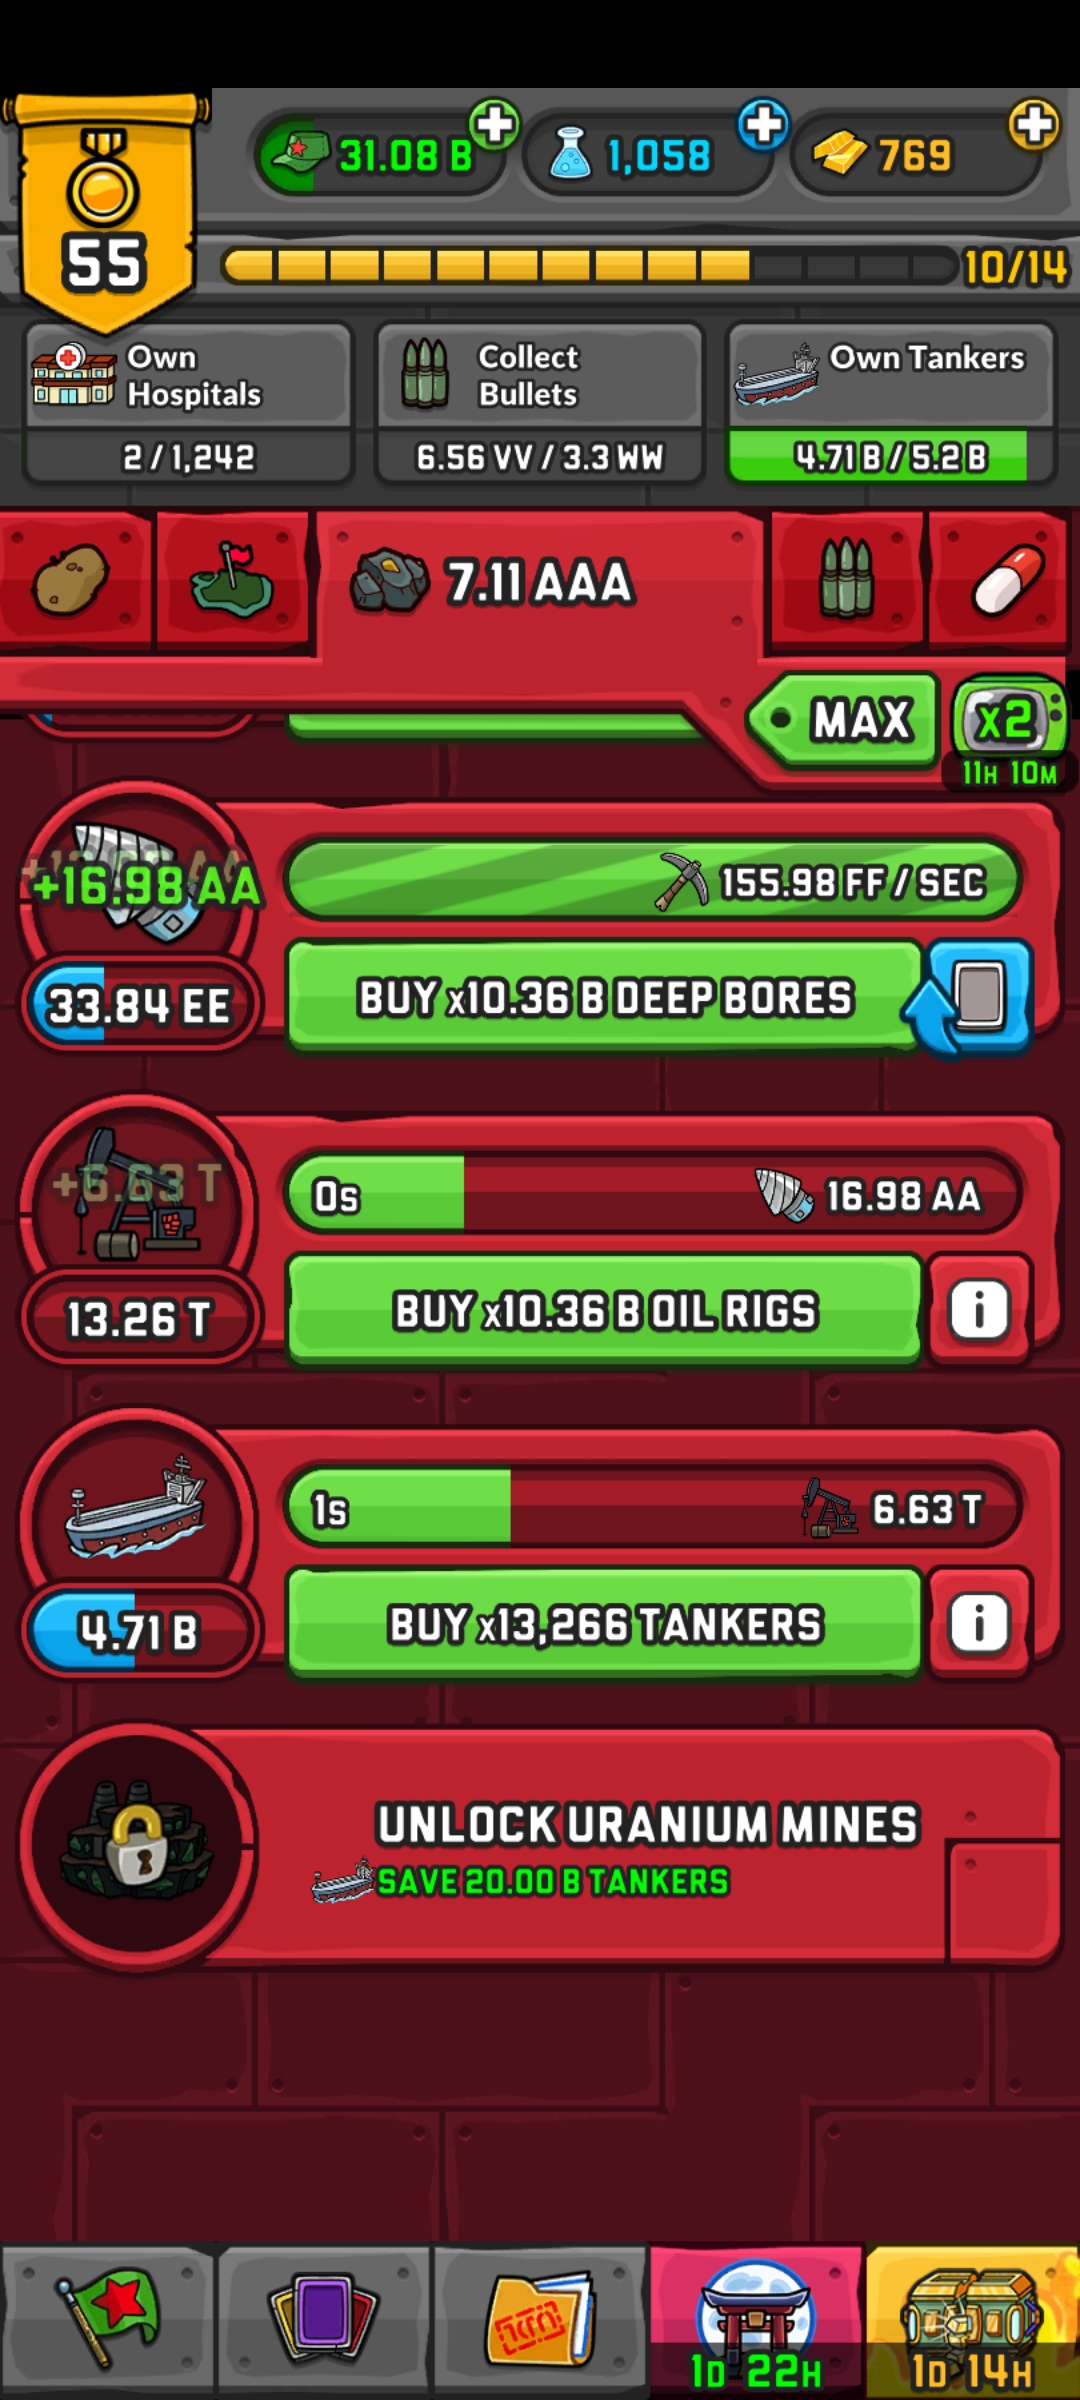 31.08 B
1,058
769
55
10/14
Own
Hospitals
2 / 1,242
Collect
Bullets
6.56 VV / 3.3 WW
Own Tankers
4.71 B / 5.2 B
7.11 AAA
MAX
x2
11H 10M
+16.98 AA
155.98 FF / SEC
33.84 EE
BUY x10.36 B DEEP BORES
+6.63 T
0s
16.98 AA
13.26 T
BUY x10.36 B OIL RIGS
i
1s
6.63 T
4.71 B
BUY x13,266 TANKERS
i
UNLOCK URANIUM MINES
SAVE 20.00 B TANKERS
1D 22H
1D 14H